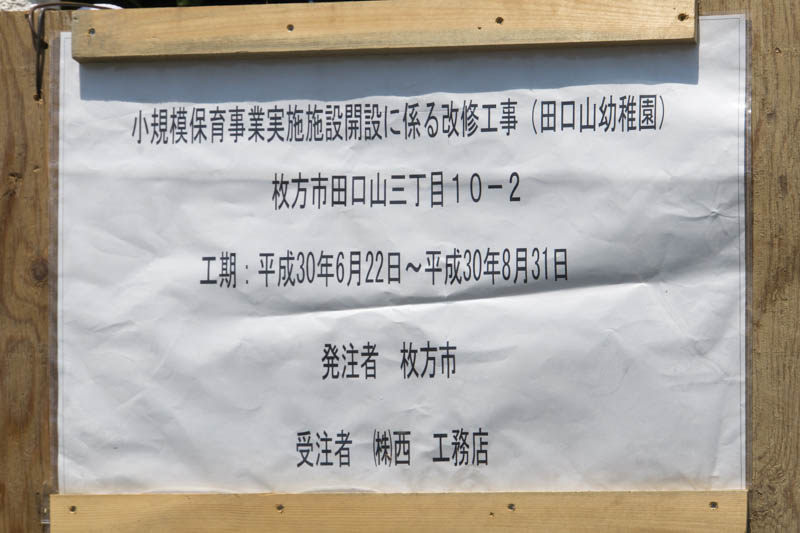 小規模保育事業実施施設開設に係る改修工事（田口山幼稚園）
枚方市田口山三丁目１０－２
工期：平成30年6月22日～平成30年8月31日
発注者　枚方市
受注者　㈱西　工務店